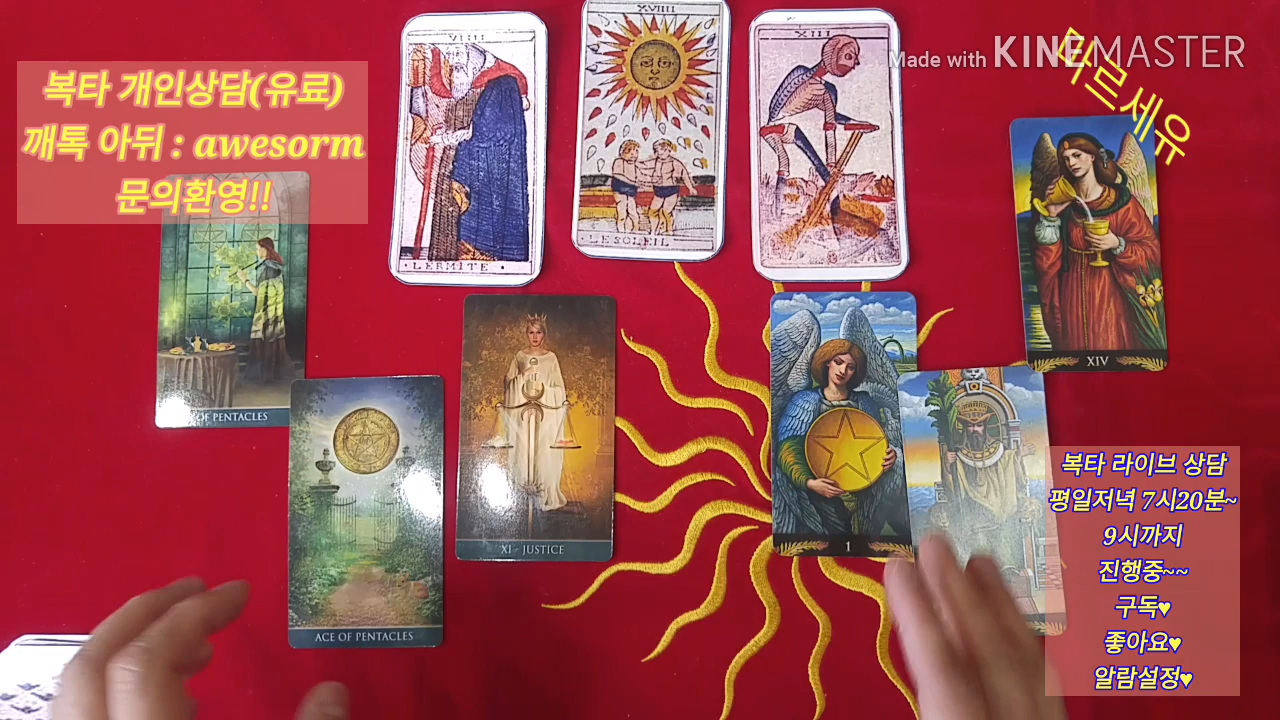 VIIII
XVIIII
XIII
Made with KINEMASTER
마르세유
복타 개인상담(유료)
깨톡 아뒤 : awesorm
문의환영!!
LERMITE
LE SOLEIL
XIV
OF PENTACLES
XI - JUSTICE
1
ACE OF PENTACLES
복타 라이브 상담
평일저녁 7시20분~
9시까지
진행중~~
구독♥
좋아요♥
알람설정♥